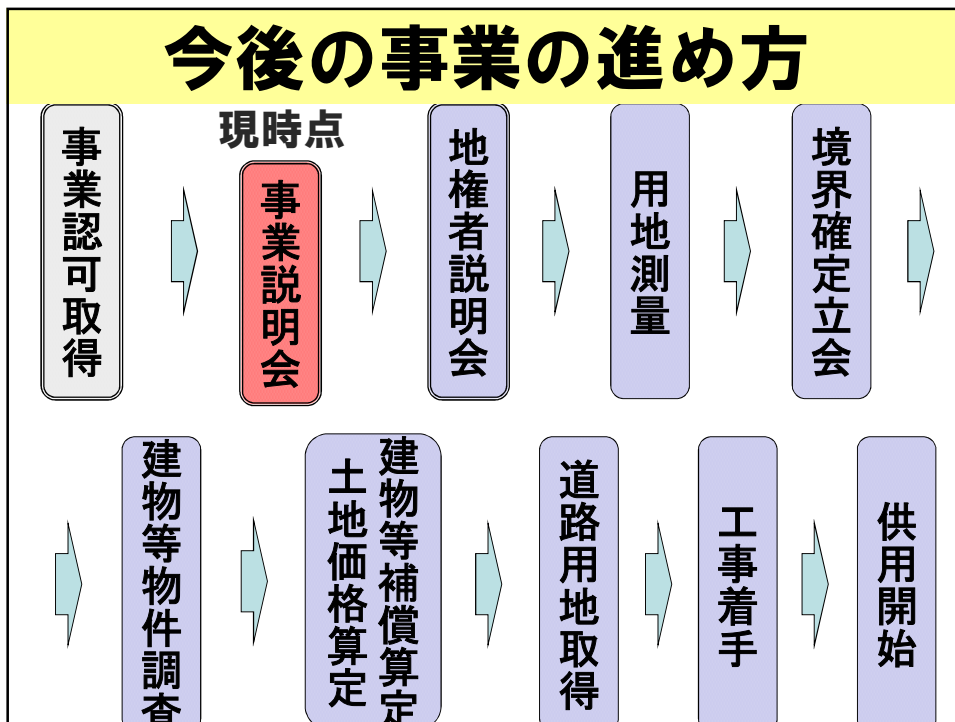 今後の事業の進め方
現時点
事業認可取得
事業説明会
地権者説明会
用地測量
境界確定立会
建物等物件調査
建物等補償算定
土地価格算定
道路用地取得
工事着手
供用開始